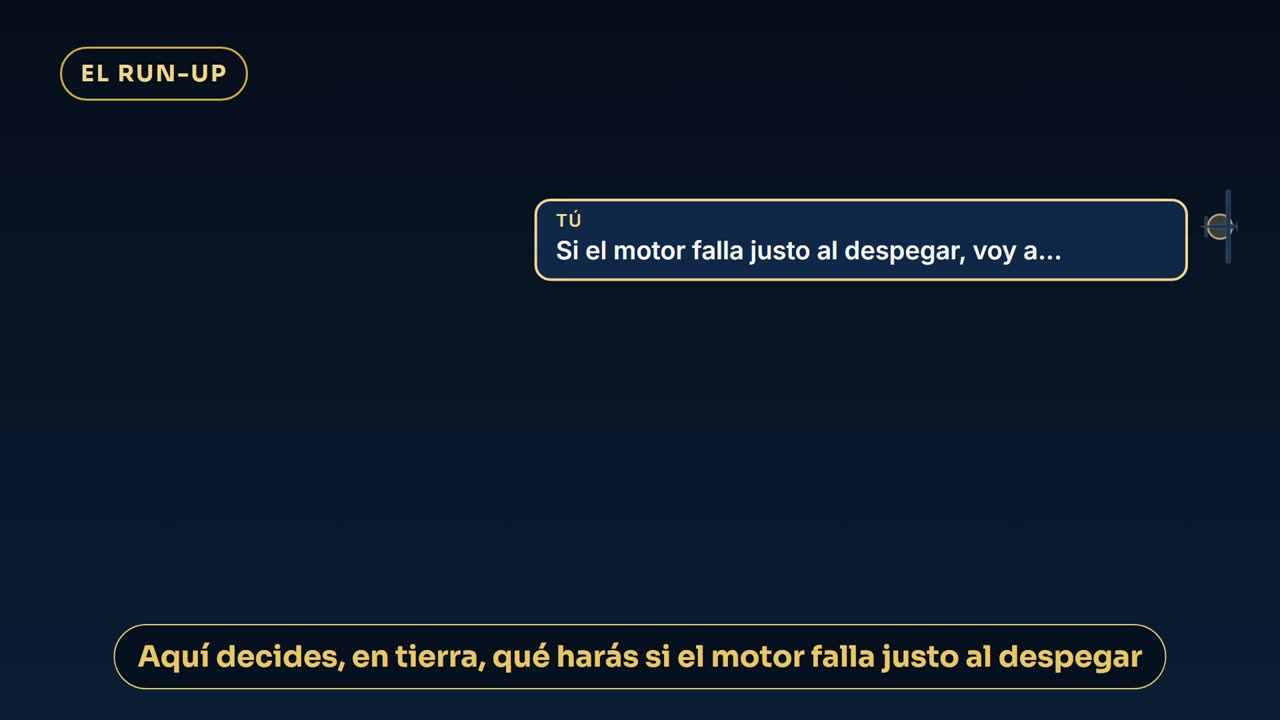 EL RUN-UP
TÚ
Si el motor falla justo al despegar, voy a...
Aquí decides, en tierra, qué harás si el motor falla justo al despegar